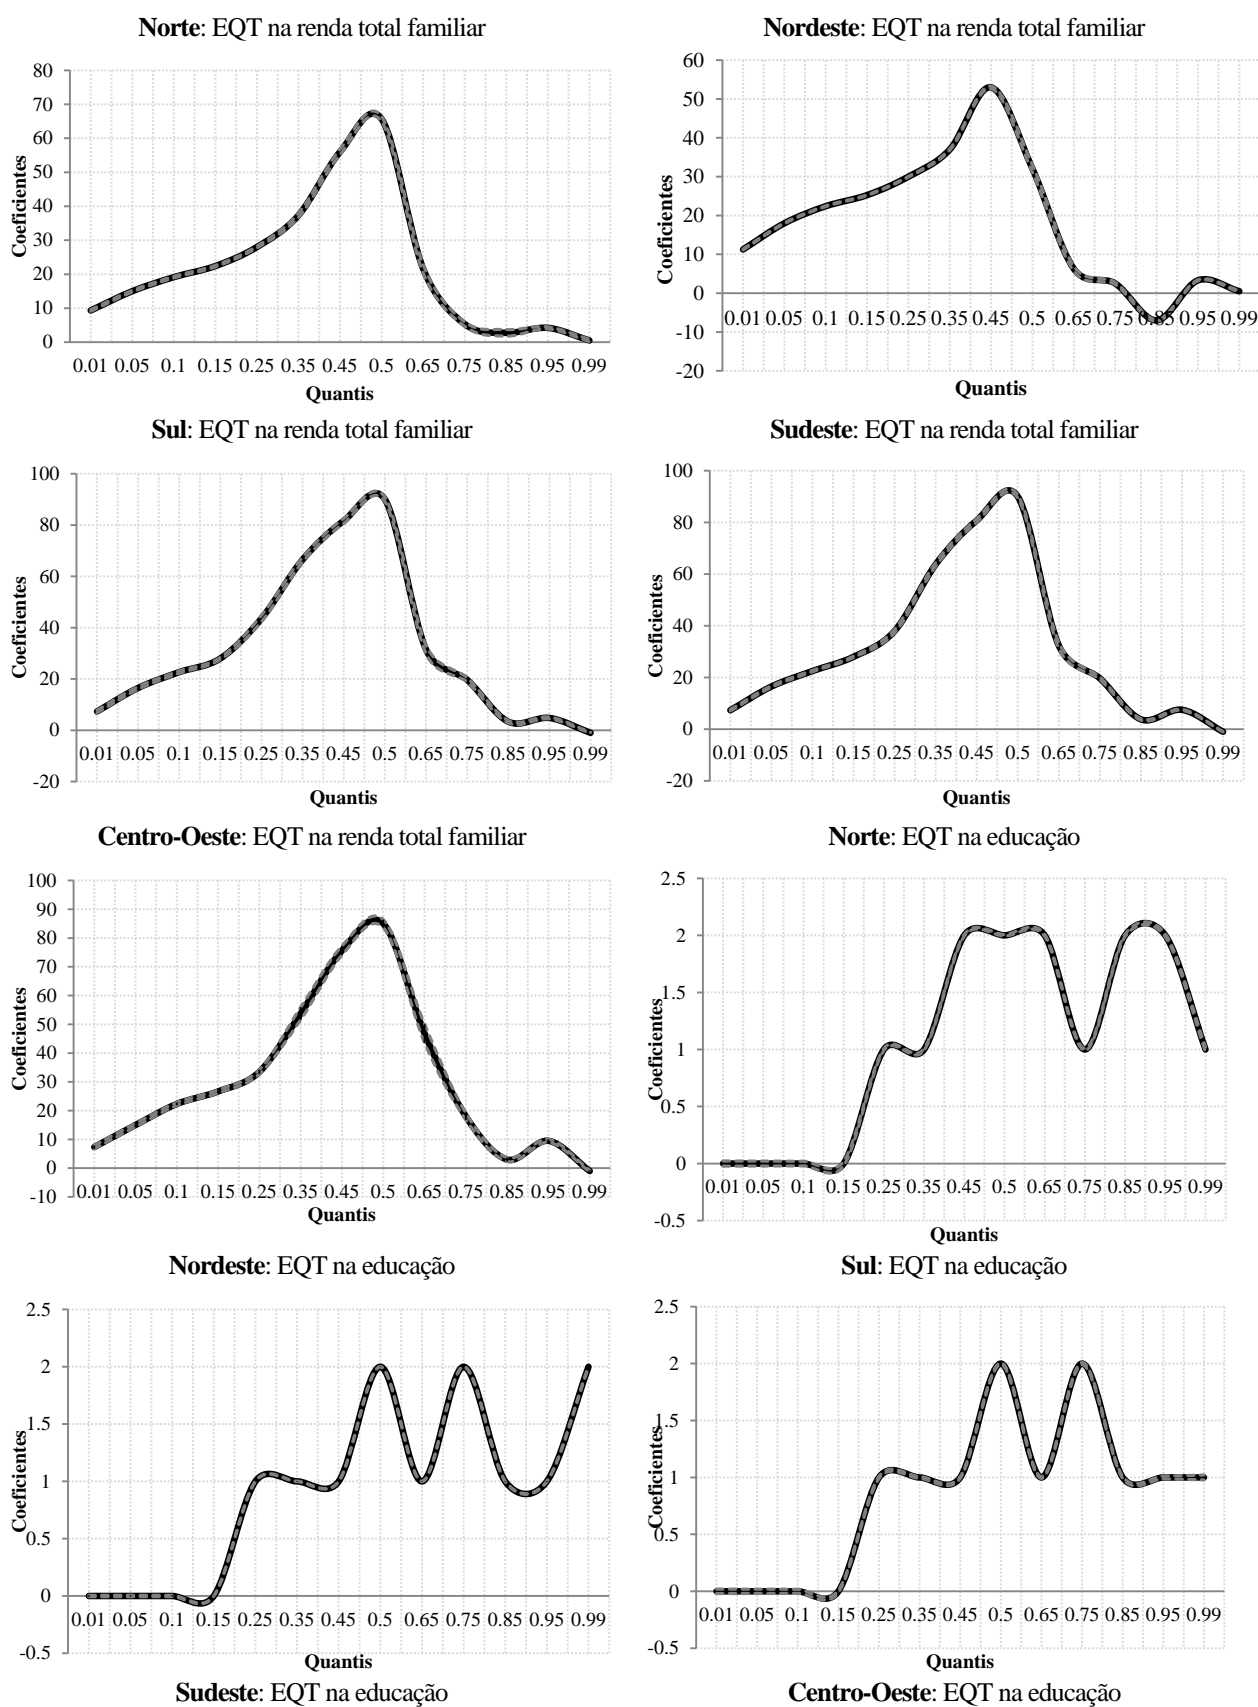 Norte: EQT na renda total familiar
80
70
60
50
40
30
20
10
0
Coeficientes
0.01 0.05 0.1 0.15 0.25 0.35 0.45 0.5 0.65 0.75 0.85 0.95 0.99
Quantis
Nordeste: EQT na renda total familiar
60
50
40
30
20
10
0
-10
-20
Coeficientes
0.01 0.05 0.1 0.15 0.25 0.35 0.45 0.5 0.65 0.75 0.85 0.95 0.99
Quantis
Sul: EQT na renda total familiar
100
80
60
40
20
0
-20
Coeficientes
0.01 0.05 0.1 0.15 0.25 0.35 0.45 0.5 0.65 0.75 0.85 0.95 0.99
Quantis
Sudeste: EQT na renda total familiar
100
80
60
40
20
0
-20
Coeficientes
0.01 0.05 0.1 0.15 0.25 0.35 0.45 0.5 0.65 0.75 0.85 0.95 0.99
Quantis
Centro-Oeste: EQT na renda total familiar
100
90
80
70
60
50
40
30
20
10
0
-10
Coeficientes
0.01 0.05 0.1 0.15 0.25 0.35 0.45 0.5 0.65 0.75 0.85 0.95 0.99
Quantis
Norte: EQT na educação
2.5
2
1.5
1
0.5
0
-0.5
Coeficientes
0.01 0.05 0.1 0.15 0.25 0.35 0.45 0.5 0.65 0.75 0.85 0.95 0.99
Quantis
Nordeste: EQT na educação
2.5
2
1.5
1
0.5
0
-0.5
Coeficientes
0.01 0.05 0.1 0.15 0.25 0.35 0.45 0.5 0.65 0.75 0.85 0.95 0.99
Quantis
Sul: EQT na educação
2.5
2
1.5
1
0.5
0
-0.5
Coeficientes
0.01 0.05 0.1 0.15 0.25 0.35 0.45 0.5 0.65 0.75 0.85 0.95 0.99
Quantis
Sudeste: EQT na educação
Centro-Oeste: EQT na educação